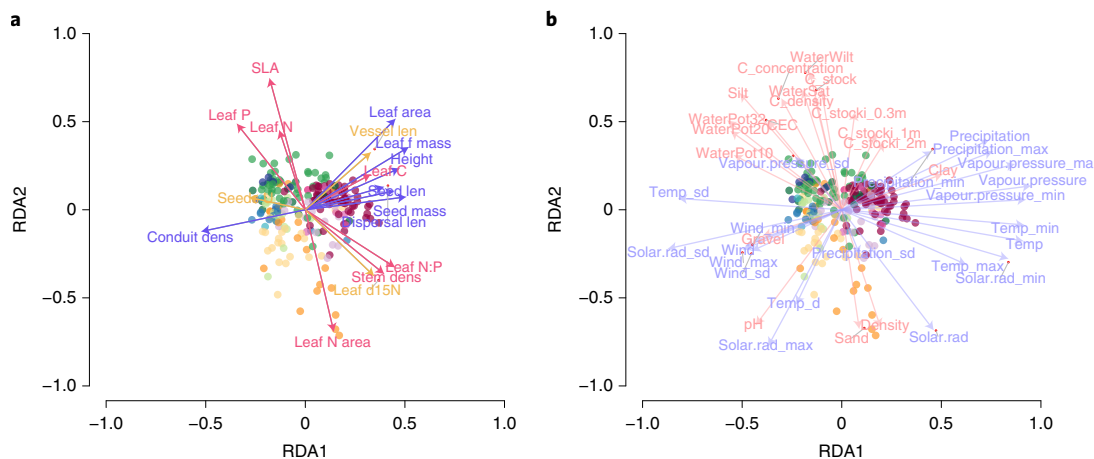 a
b
1.0
0.5
0
−0.5
−1.0
RDA2
SLA
Leaf P
Leaf N
Leaf area
Vessel len
Leaf f mass
Height
Leaf C
Seed len
Seed mass
Dispersal len
Conduit dens
Leaf N:P
Stem dens
Leaf d15N
Leaf N area
−1.0
−0.5
0
0.5
1.0
RDA1
1.0
0.5
0
−0.5
−1.0
RDA2
WaterWilt
C_concentration
C_stock
Silt
WaterSat
C_density
C_stocki_0.3m
WaterPot32
CEC
WaterPot20
C_stocki_1m
Precipitation
C_stocki_2m
Precipitation_max
WaterPot10
Vapour.pressure_sd
Vapour.pressure_ma
Clay
Precipitation_min
Vapour.pressure
Temp_sd
Vapour.pressure_min
Wind_min
Temp_min
Gravel
Temp
Solar.rad_sd
Wind
Precipitation_sd
Wind_max
Temp_max
Wind_sd
Solar.rad_min
Temp_d
pH
Density
Sand
Solar.rad
Solar.rad_max
−1.0
−0.5
0
0.5
1.0
RDA1